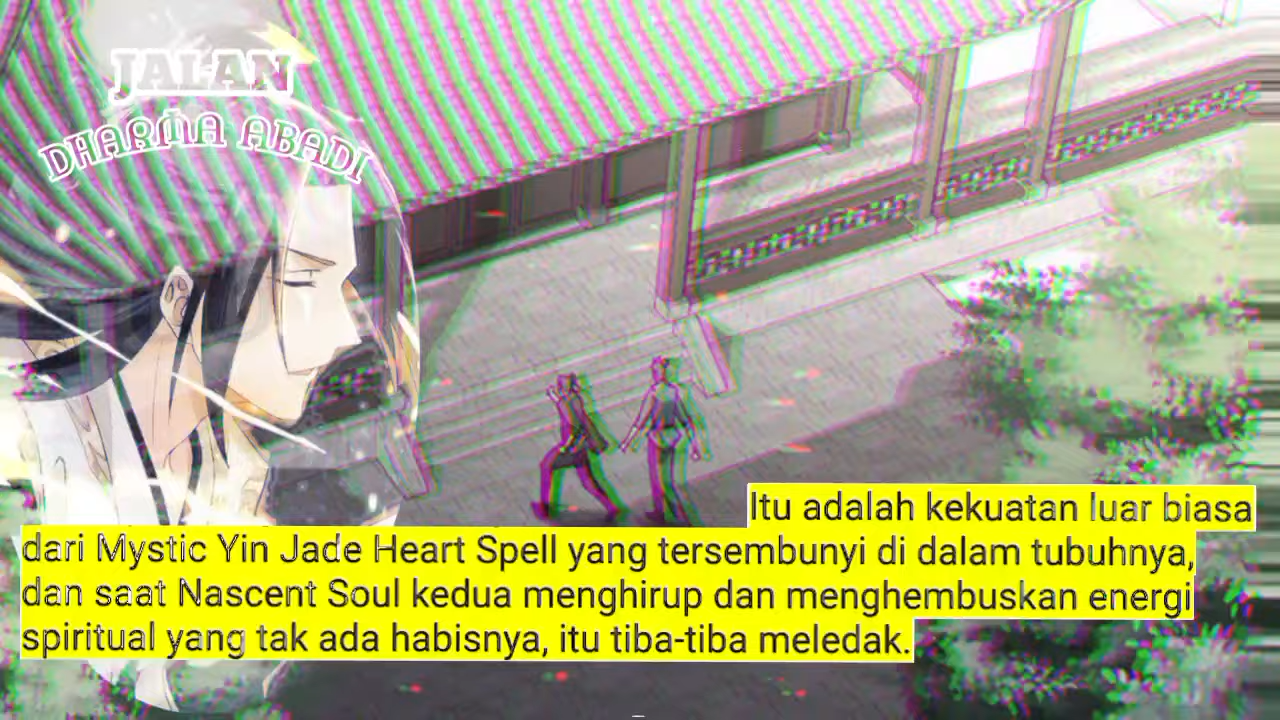 JALAN
DHARMA ABADI
Itu adalah kekuatan luar biasa
dari Mystic Yin Jade Heart Spell yang tersembunyi di dalam tubuhnya,
dan saat Nascent Soul kedua menghirup dan menghembuskan energi
spiritual yang tak ada habisnya, itu tiba-tiba meledak.